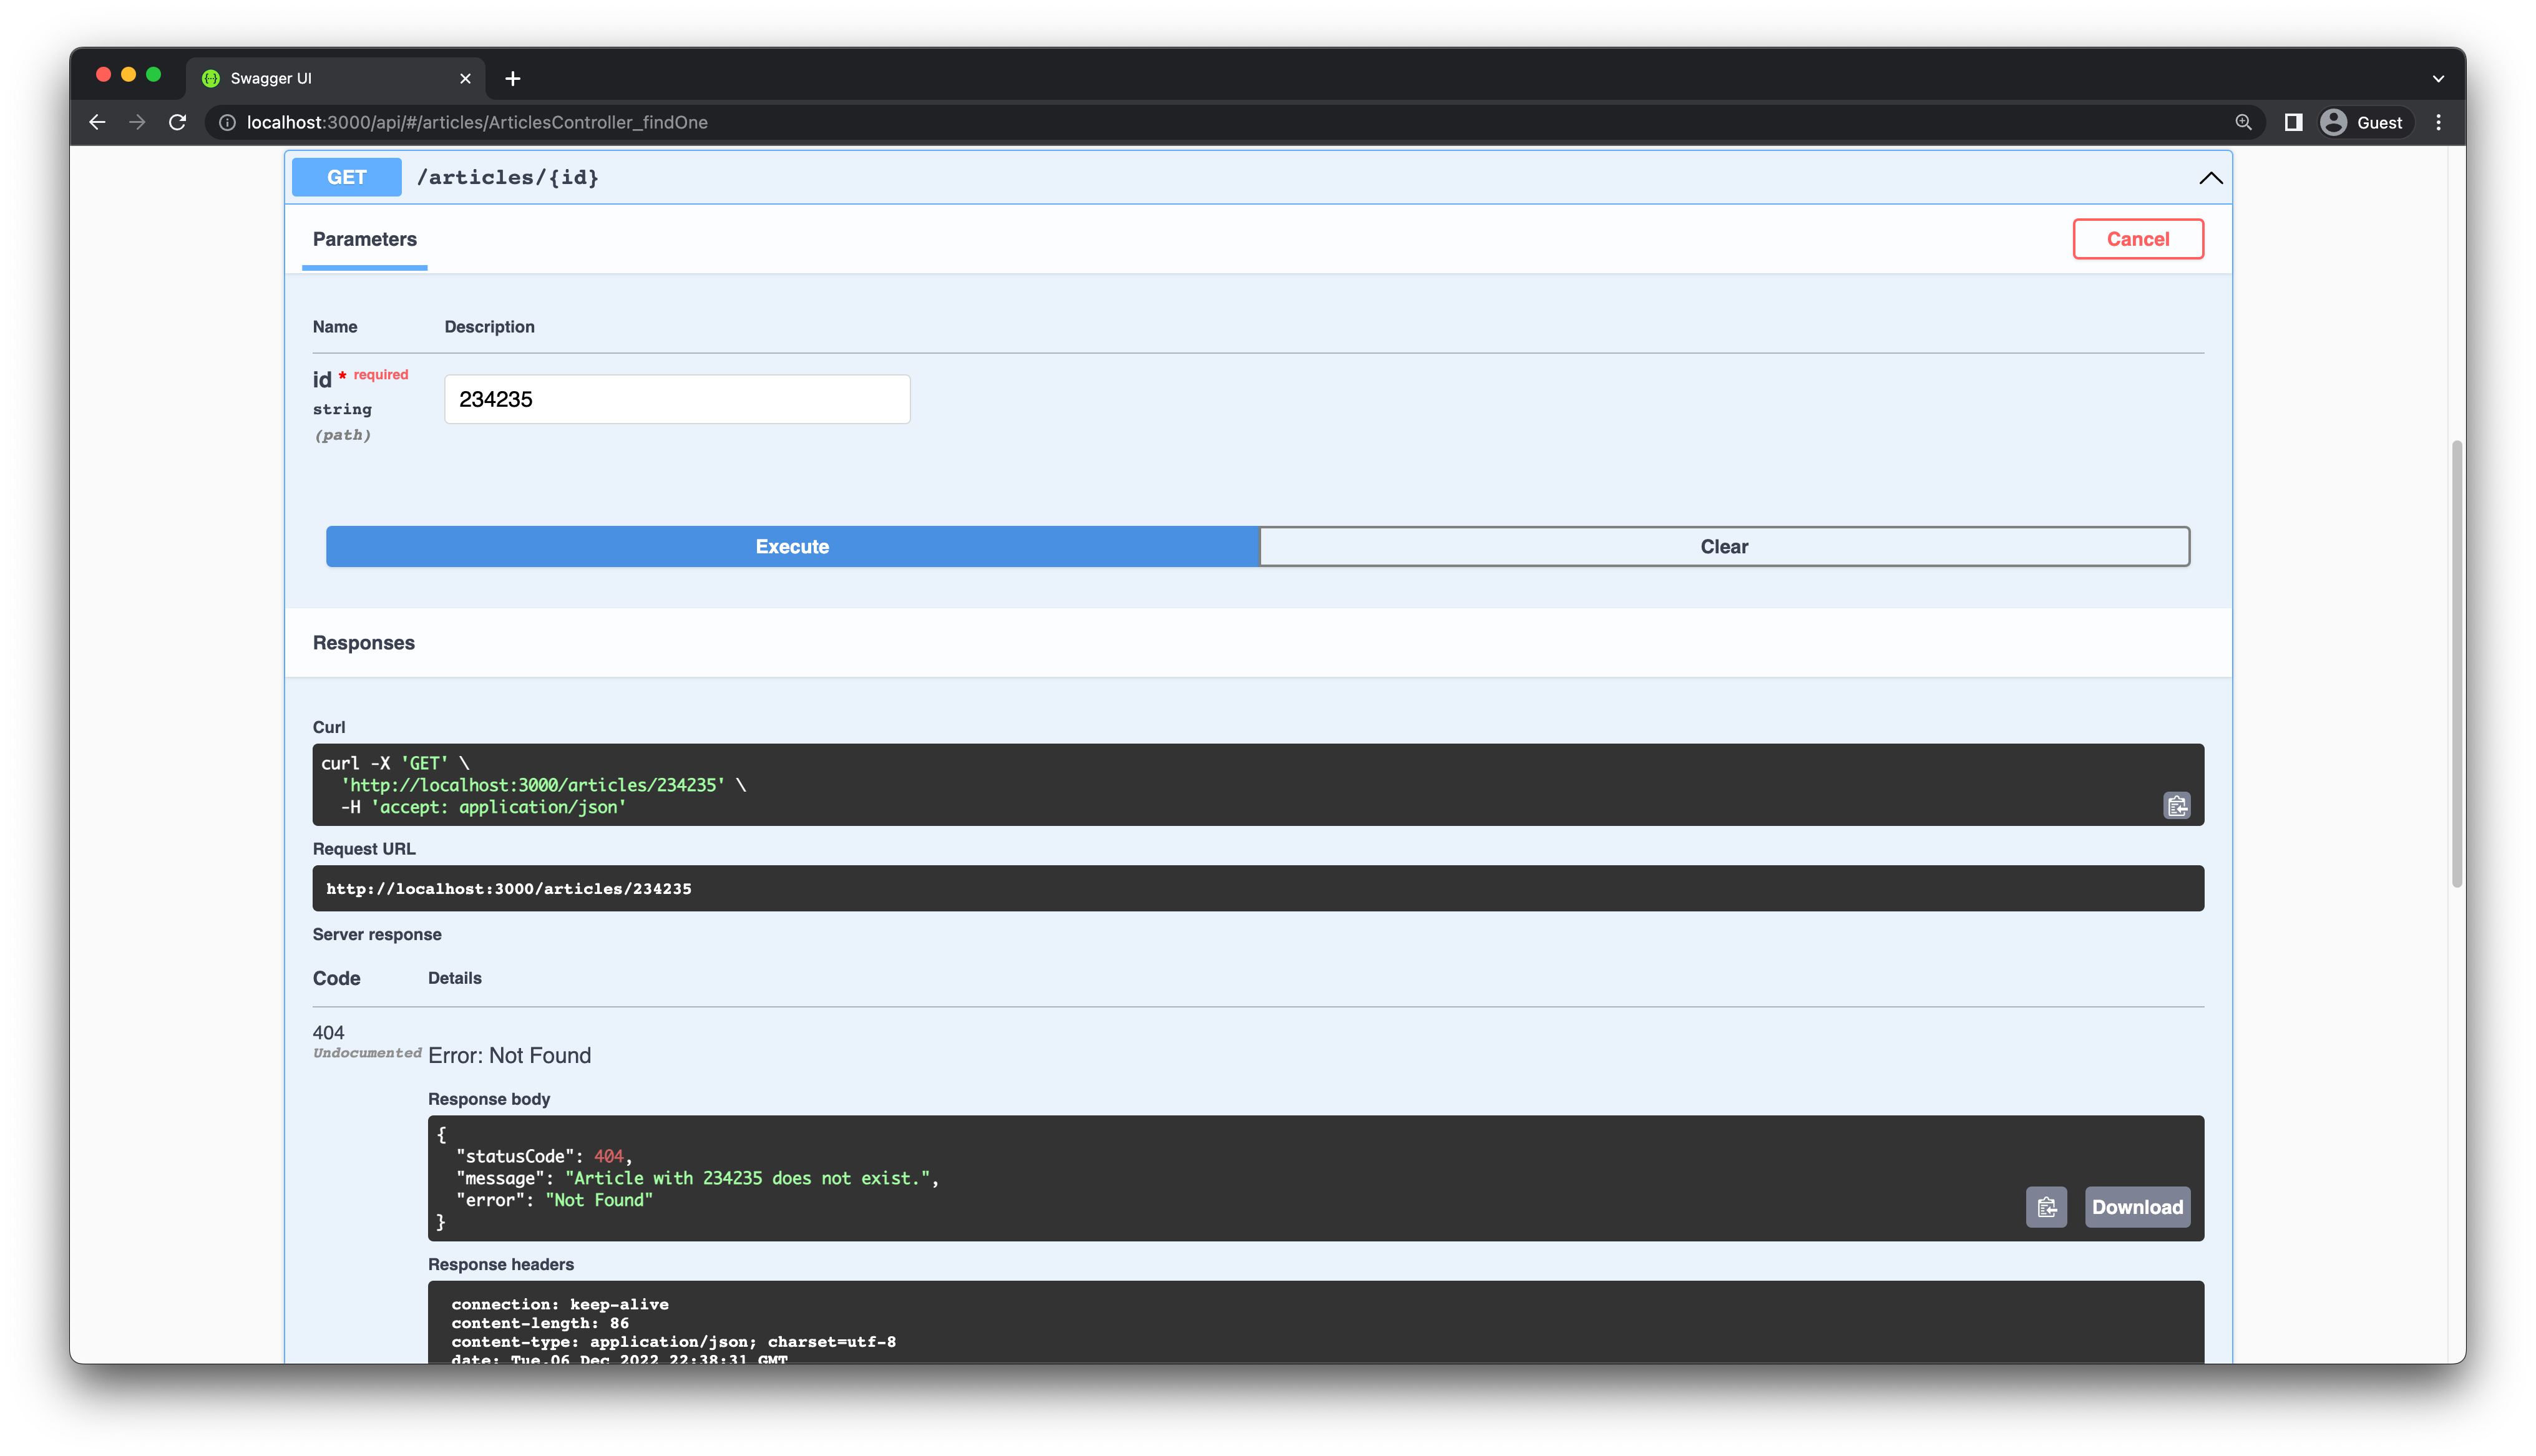 Swagger UI
localhost:3000/api/#/articles/ArticlesController_findOne
Guest
GET /articles/{id}
Parameters
Cancel
Name Description
id * required
string
(path)
234235
Execute Clear
Responses
Curl
curl -X 'GET' \
'http://localhost:3000/articles/234235' \
-H 'accept: application/json'
Request URL
http://localhost:3000/articles/234235
Server response
Code Details
404
Undocumented
Error: Not Found
Response body
{
"statusCode": 404,
"message": "Article with 234235 does not exist.",
"error": "Not Found"
}
Download
Response headers
connection: keep-alive
content-length: 86
content-type: application/json; charset=utf-8
date: Tue,06 Dec 2022 22:38:31 GMT